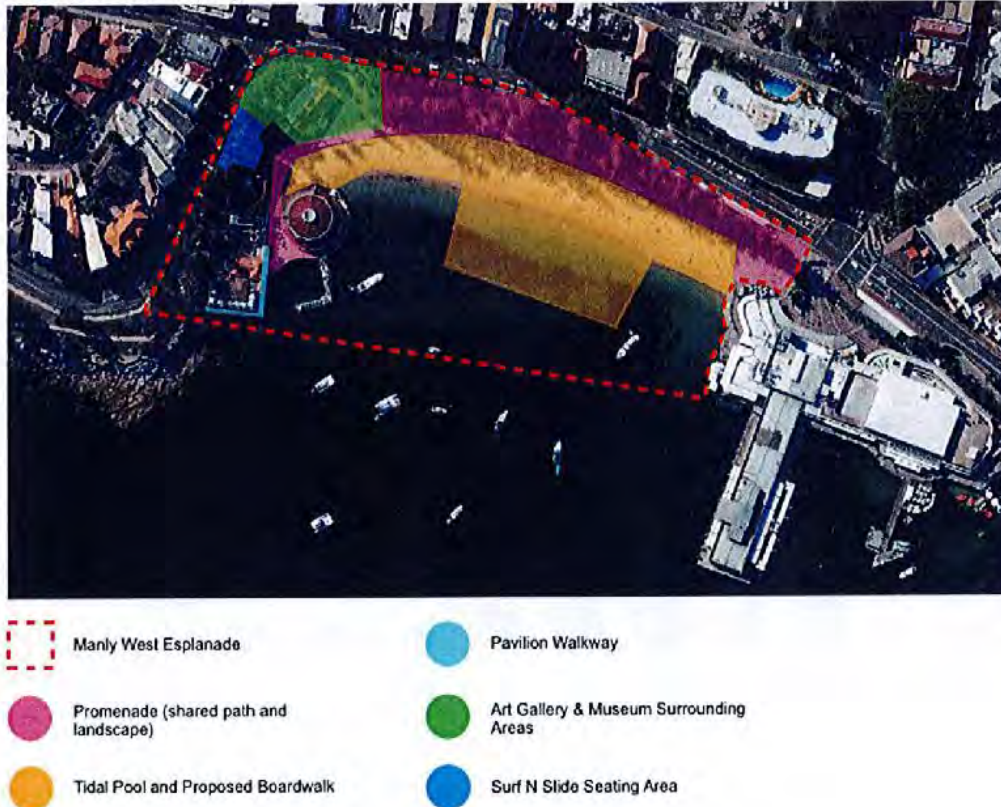 Manly West Esplanade
Pavilion Walkway
Promenade (shared path and
landscape)
Art Gallery & Museum Surrounding
Areas
Tidal Pool and Proposed Boardwalk
Surf N Slide Seating Area